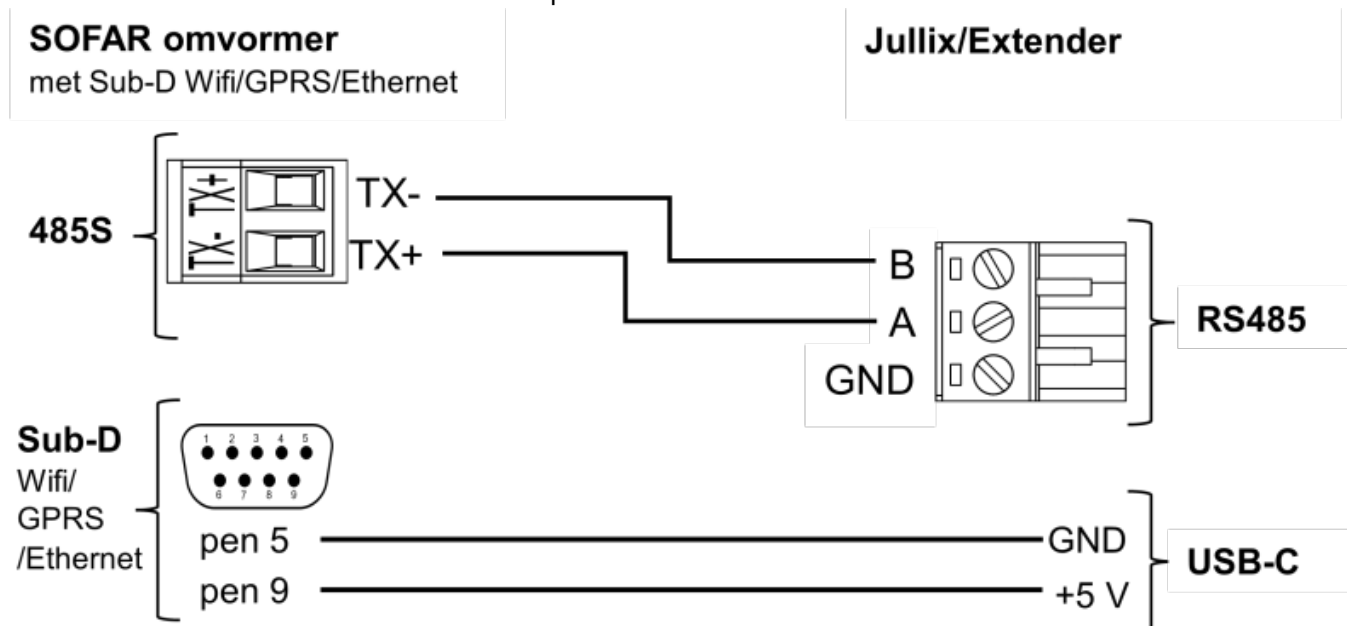 SOFAR omvormer
met Sub-D Wifi/GPRS/Ethernet
Jullix/Extender
485S
TX+
TX-
TX-
TX+
B
A
GND
RS485
Sub-D
Wifi/
GPRS
/Ethernet
1 2 3 4 5
6 7 8 9
pen 5
pen 9
GND
+5 V
USB-C